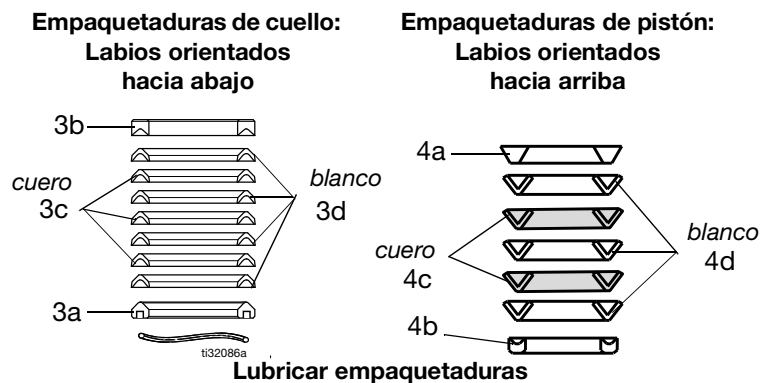 Empaquetaduras de cuello:
Labios orientados
hacia abajo
3b
cuero
3c
blanco
3d
3a
ti32086a
Empaquetaduras de pistón:
Labios orientados
hacia arriba
4a
cuero
4c
blanco
4d
4b
Lubricar empaquetaduras